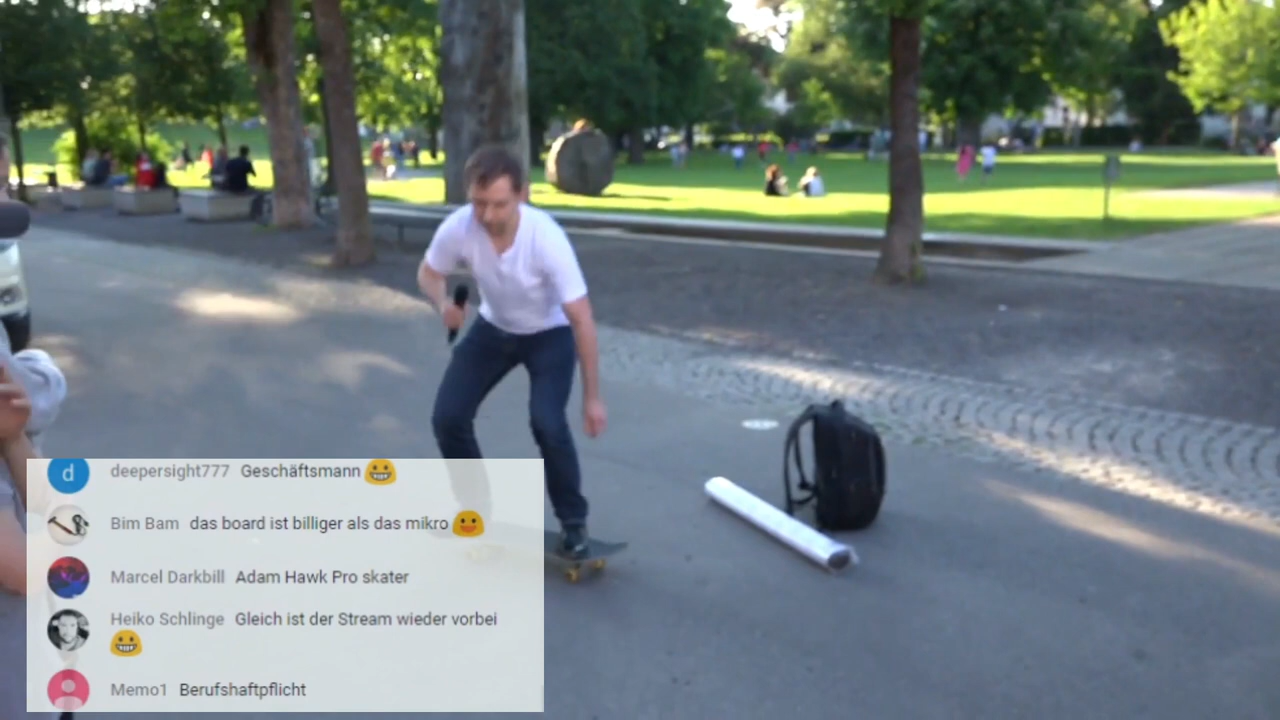 d deepersight777 Geschäftsmann 😀
Bim Bam das board ist billiger als das mikro 😃
Marcel Darkbill Adam Hawk Pro skater
Heiko Schlinge Gleich ist der Stream wieder vorbei
😀
Memo1 Berufshaftpflicht